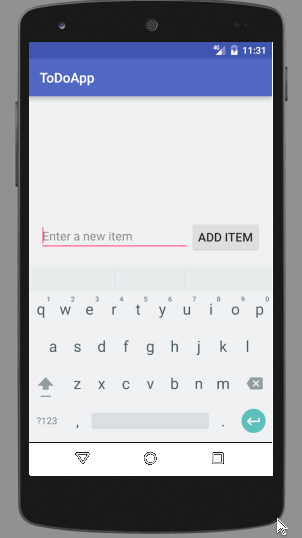 4G 11:31
ToDoApp
Enter a new item ADD ITEM
1 2 3 4 5 6 7 8 9 0
q w e r t y u i o p
a s d f g h j k l
z x c v b n m
?123 , .